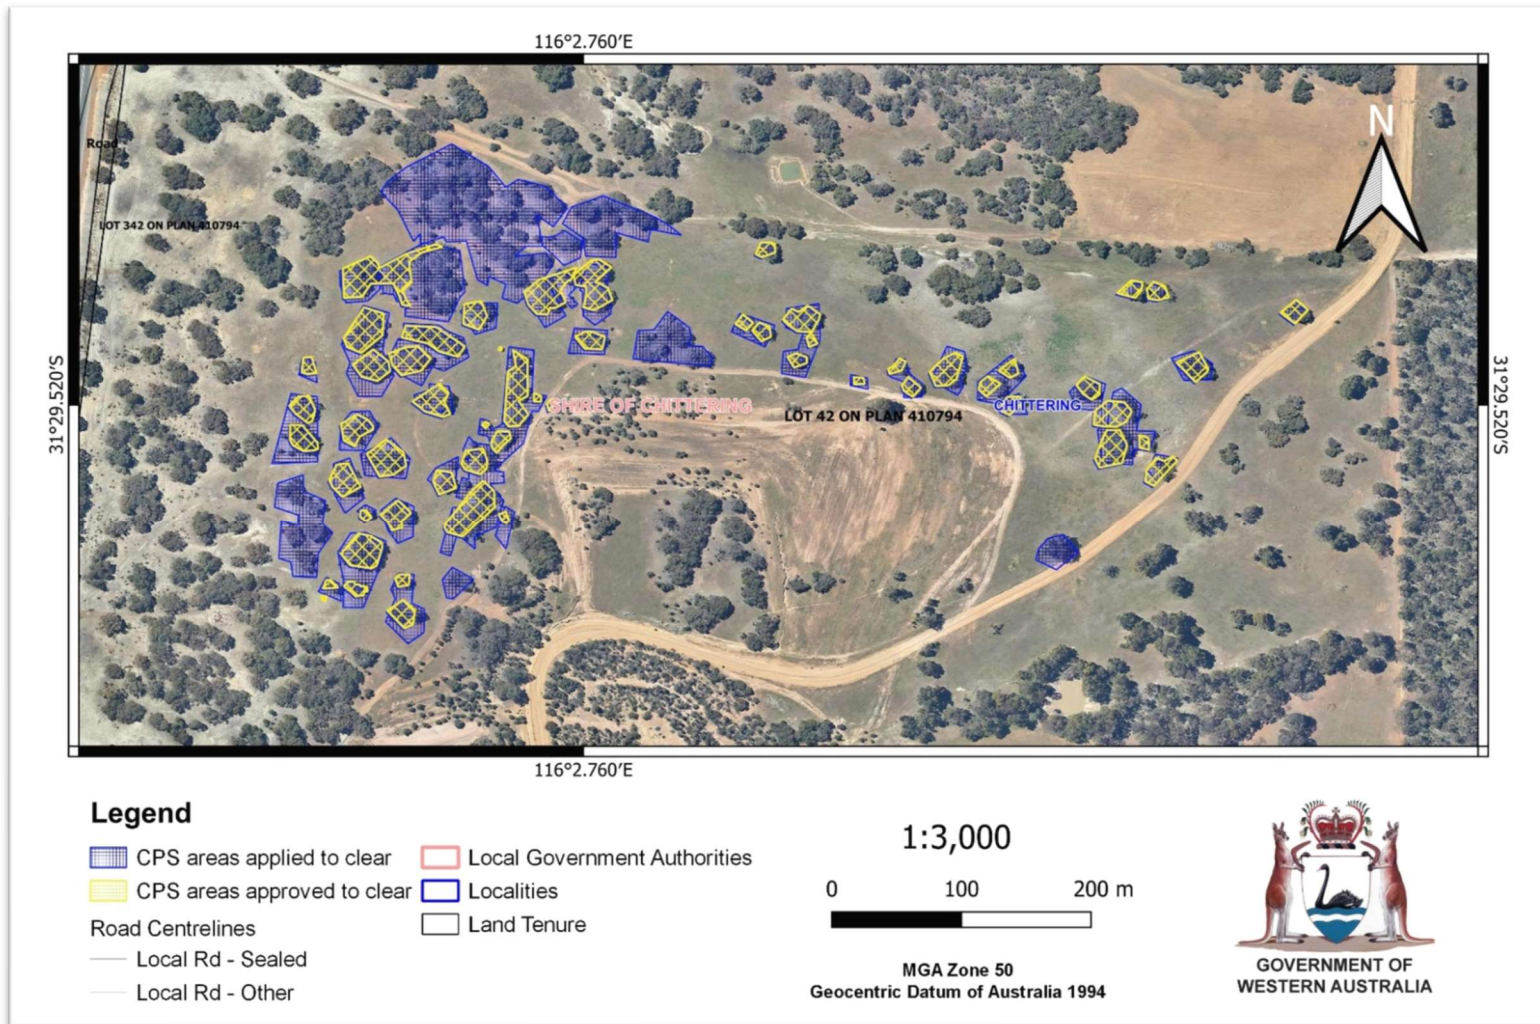 116°2.760′E
N
Road
LOT 342 ON PLAN 410794
31°29.520′S
31°29.520′S
SHIRE OF CHITTERING
CHITTERING
LOT 42 ON PLAN 410794
116°2.760′E
Legend
CPS areas applied to clear
CPS areas approved to clear
Road Centrelines
Local Rd - Sealed
Local Rd - Other
Local Government Authorities
Localities
Land Tenure
1:3,000
0 100 200 m
MGA Zone 50
Geocentric Datum of Australia 1994
GOVERNMENT OF
WESTERN AUSTRALIA